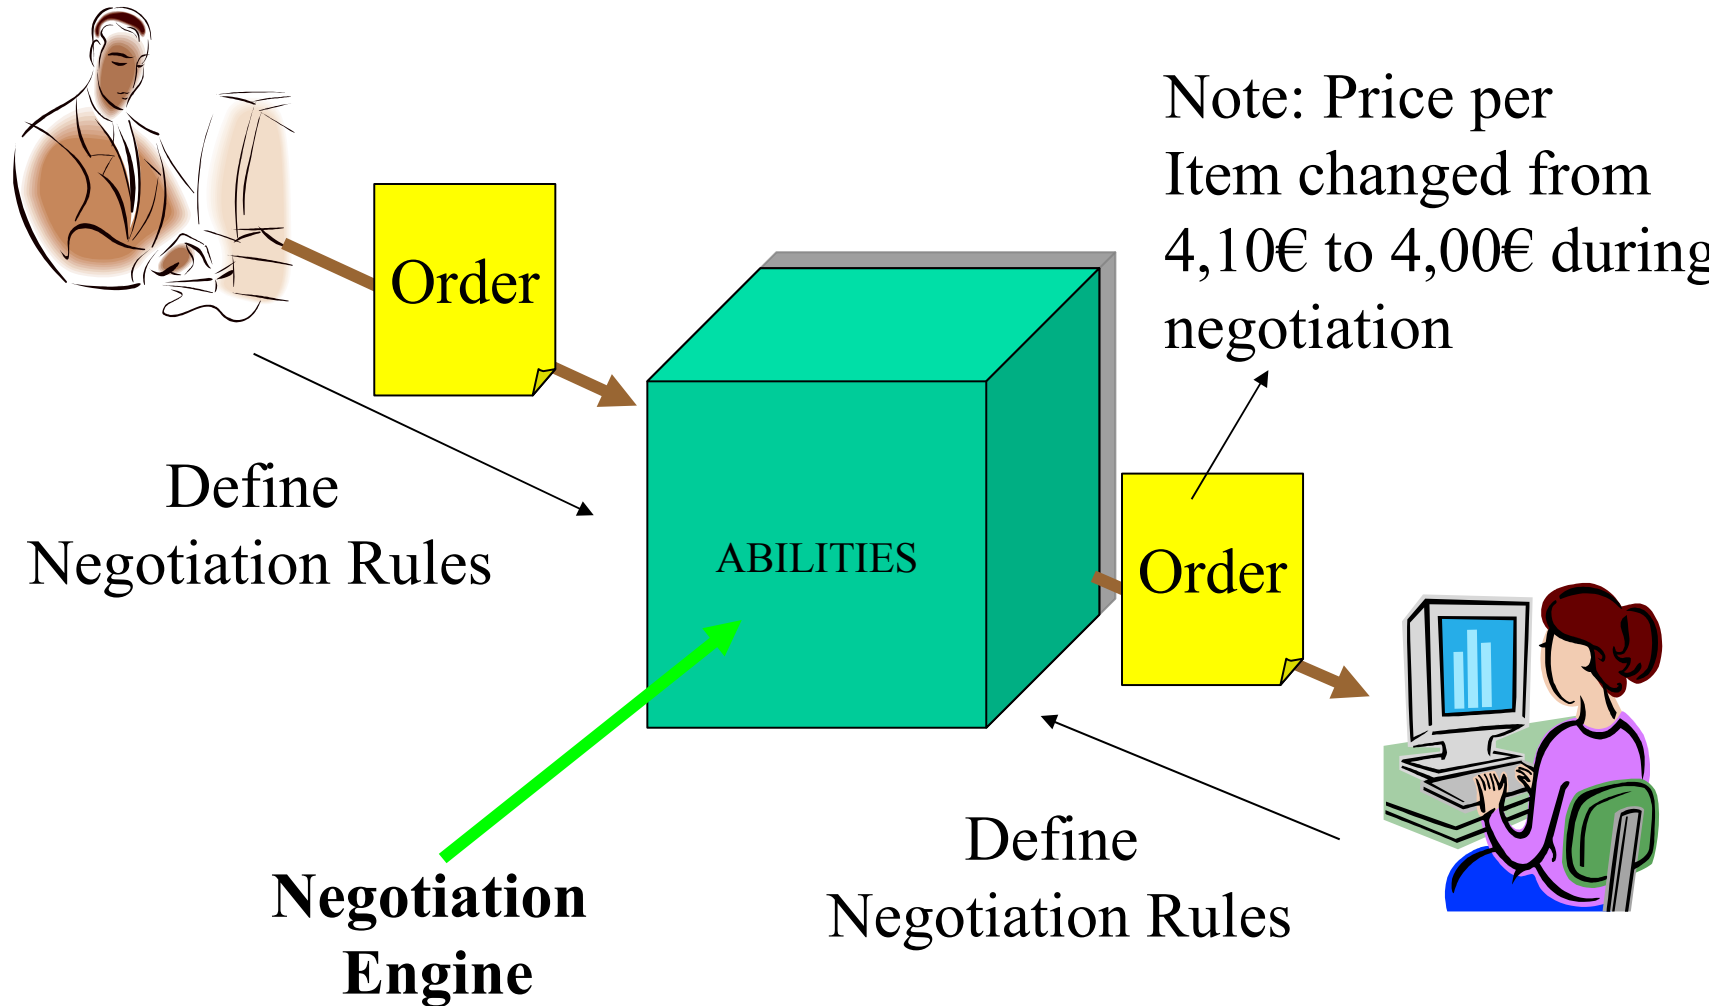 Note: Price per
Item changed from
4,10€ to 4,00€ during
negotiation
Order
Define
Negotiation Rules
ABILITIES
Order
Define
Negotiation Rules
Negotiation
Engine